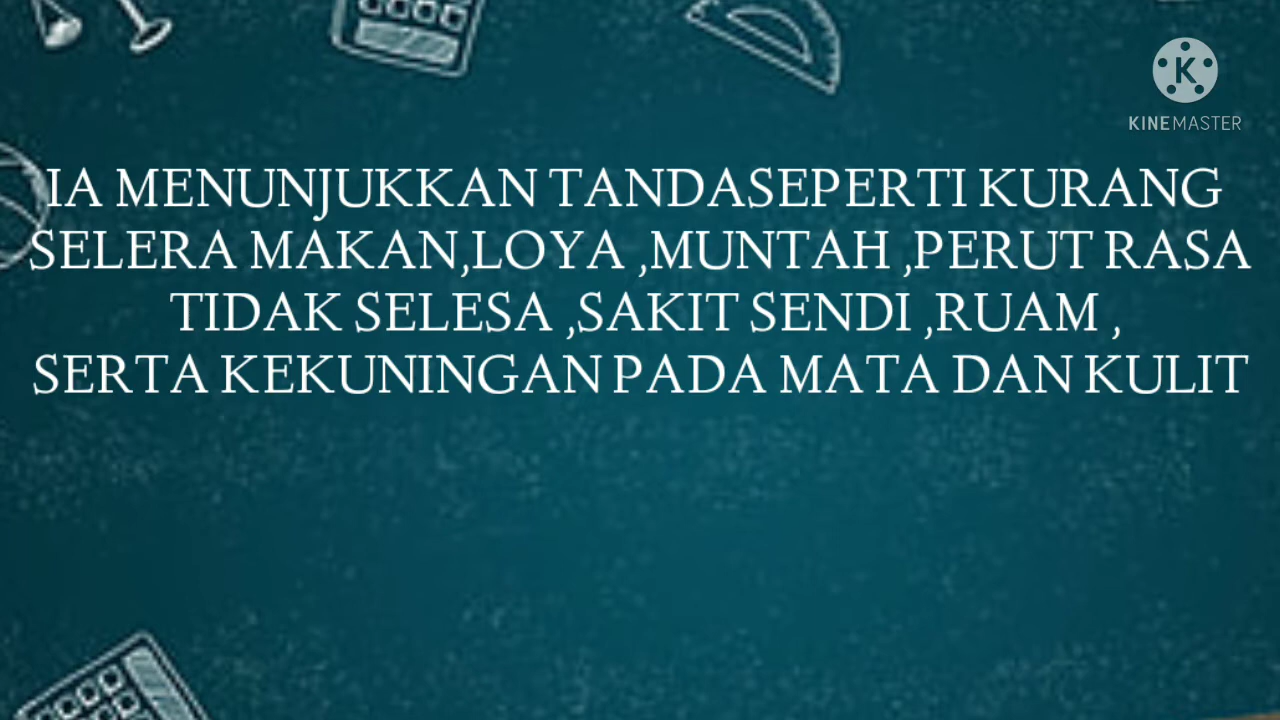 K
KINEMASTER
IA MENUNJUKKAN TANDASEPERTI KURANG
SELERA MAKAN,LOYA ,MUNTAH ,PERUT RASA
TIDAK SELESA ,SAKIT SENDI ,RUAM ,
SERTA KEKUNINGAN PADA MATA DAN KULIT